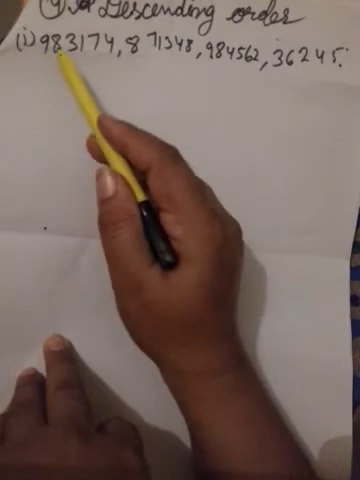 Descending order
(i) 983174, 871348, 984562, 36245.